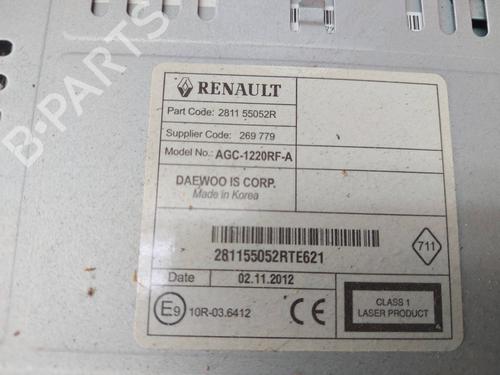 B-PARTS
RENAULT
Part Code: 2811 55052R
Supplier Code: 269 779
Model No.: AGC-1220RF-A
DAEWOO IS CORP.
Made in Korea
281155052RTE621
711
Date 02.11.2012
E9 10R-03.6412
CE
CLASS 1
LASER PRODUCT